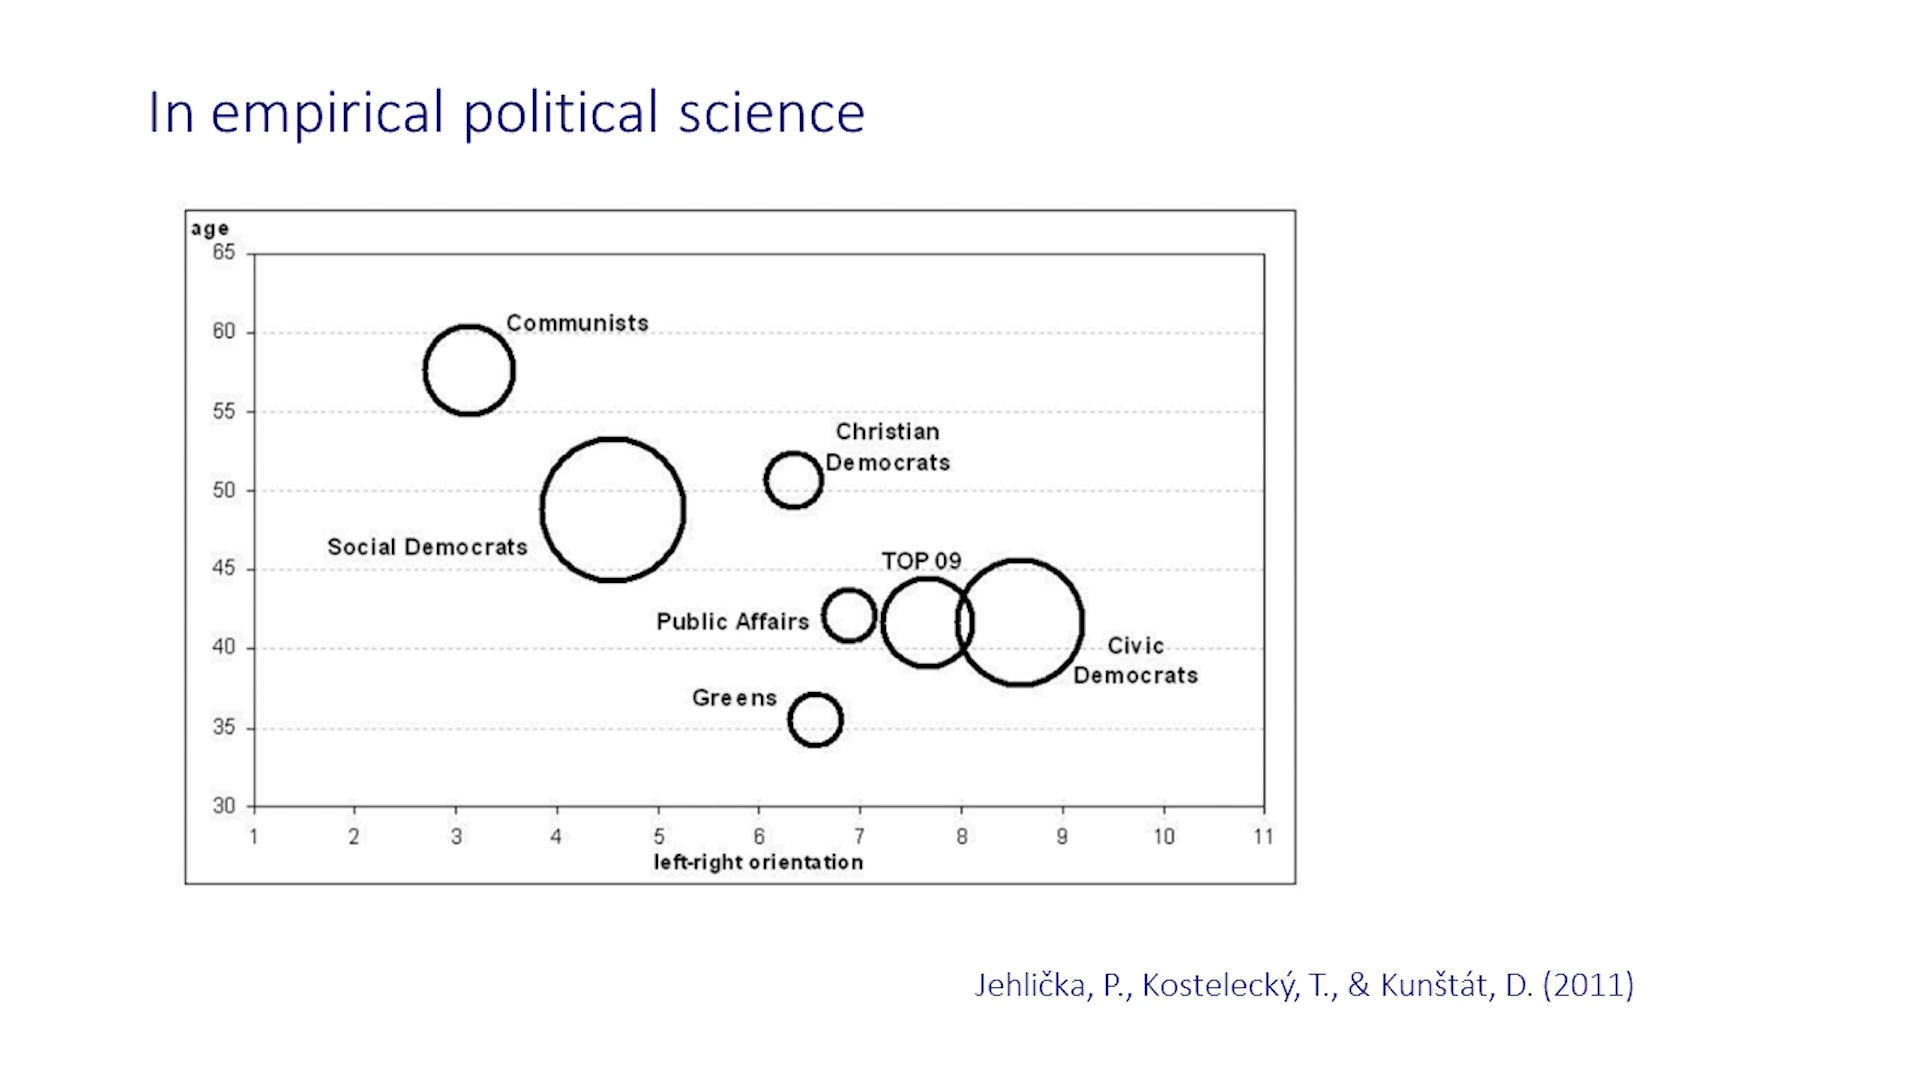 In empirical political science
age
65
60
55
50
45
40
35
30
Communists
Christian
Democrats
Social Democrats
TOP 09
Public Affairs
Civic
Democrats
Greens
1 2 3 4 5 6 7 8 9 10 11
left-right orientation
Jehlička, P., Kostelecký, T., & Kunštát, D. (2011)